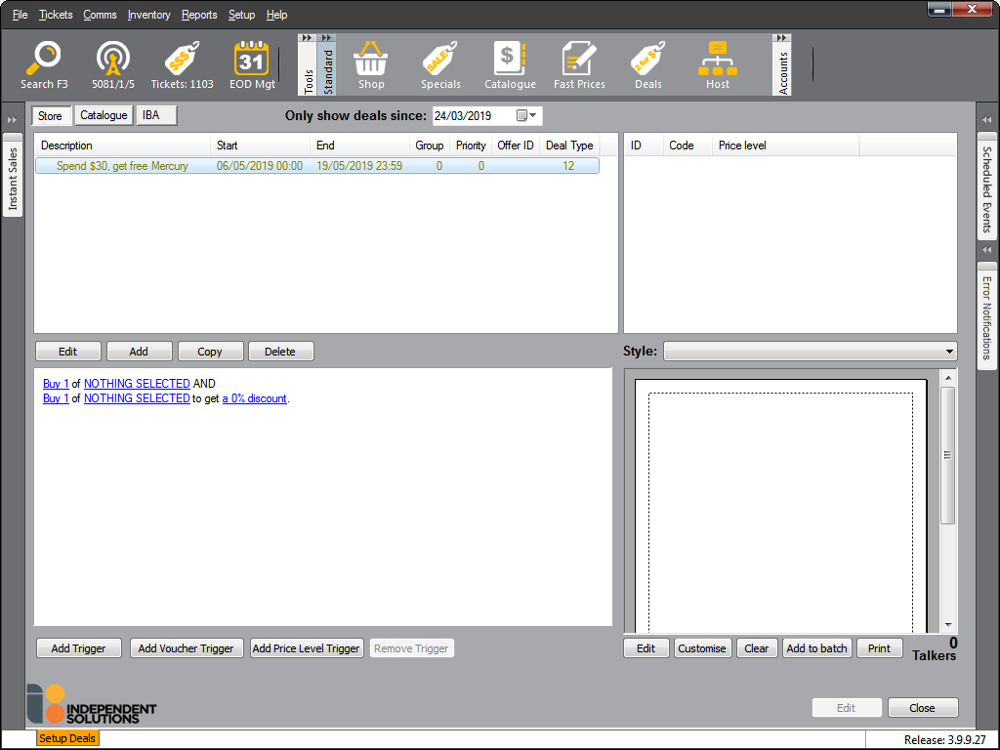 File Tickets Comms Inventory Reports Setup Help
X
31
SALE
$
2 for $
Search F3 5081/1/5 Tickets: 1103 EOD Mgt Tools Standard Shop Specials Catalogue Fast Prices Deals Host Accounts
Store Catalogue IBA Only show deals since: 24/03/2019
Instant Sales
Scheduled Events
Error Notifications
Description Start End Group Priority Offer ID Deal Type
Spend $30, get free Mercury 06/05/2019 00:00 19/05/2019 23:59 0 0 12
ID Code Price level
Edit Add Copy Delete Style:
Buy 1 of NOTHING SELECTED AND
Buy 1 of NOTHING SELECTED to get a 0% discount.
Add Trigger Add Voucher Trigger Add Price Level Trigger Remove Trigger
Edit Customise Clear Add to batch Print 0
Talkers
INDEPENDENT
SOLUTIONS
Edit Close
Setup Deals Release: 3.9.9.27